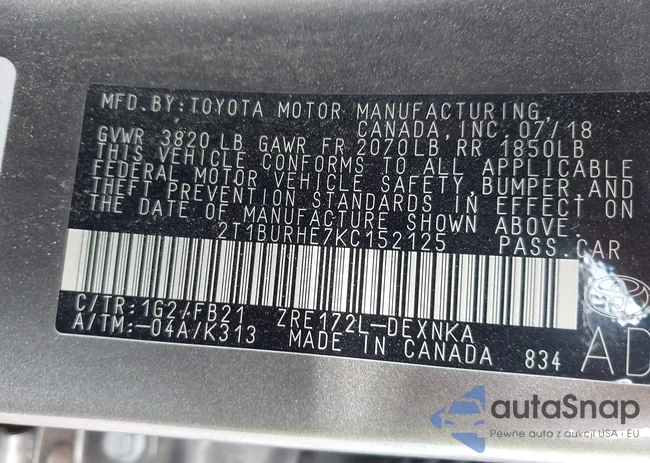 MFD.BY:TOYOTA MOTOR MANUFACTURING,
CANADA, INC. 07/18
GVWR 3820 LB GAWR FR 2070LB RR 1850LB
THIS VEHICLE CONFORMS TO ALL APPLICABLE
FEDERAL MOTOR VEHICLE SAFETY, BUMPER, AND
THEFT PREVENTION STANDARDS IN EFFECT ON
THE DATE OF MANUFACTURE SHOWN ABOVE.
2T1BURHE7KC152125 PASS.CAR
C/TR:1G2/FB21 ZRE172L-DEXNKA
A/TM:-04A/K313 MADE IN CANADA 834
AD
autaSnap
Pewne auta z aukcji USA i EU